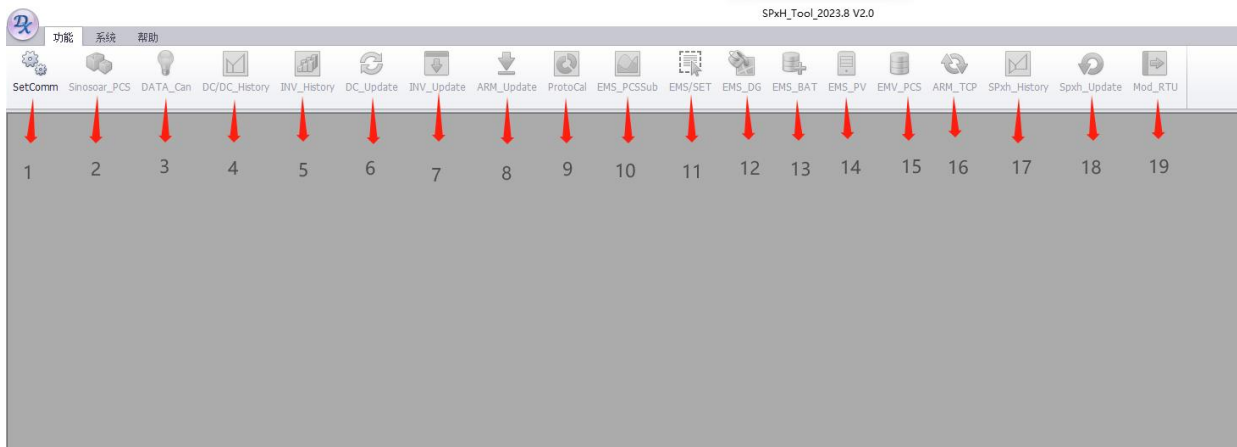 SPxH_Tool_2023.8 V2.0
DX
功能 系统 帮助
SetComm Sinosoar_PCS DATA_Can DC/DC_History INV_History DC_Update INV_Update ARM_Update ProtoCal EMS_PCSSub EMS/SET EMS_DG EMS_BAT EMS_PV EMV_PCS ARM_TCP SPxh_History Spxh_Update Mod_RTU
1 2 3 4 5 6 7 8 9 10 11 12 13 14 15 16 17 18 19